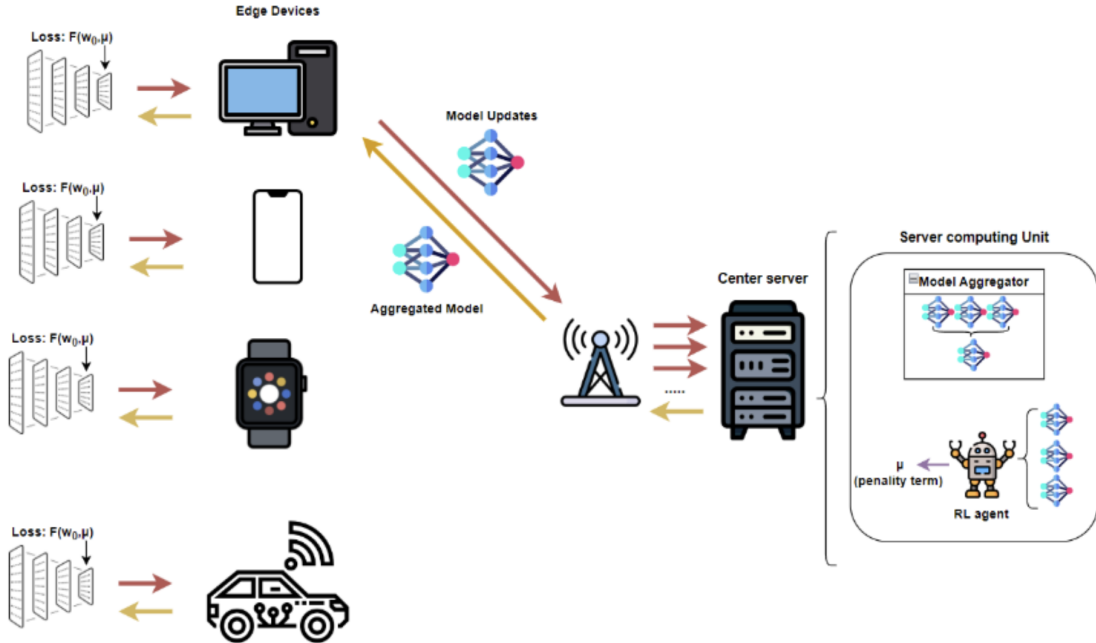 Edge Devices
Loss: F(w₀,μ)
Model Updates
Loss: F(w₀,μ)
Aggregated Model
Server computing Unit
Center server
Model Aggregator
Loss: F(w₀,μ)
.....
μ
(penality term)
RL agent
Loss: F(w₀,μ)